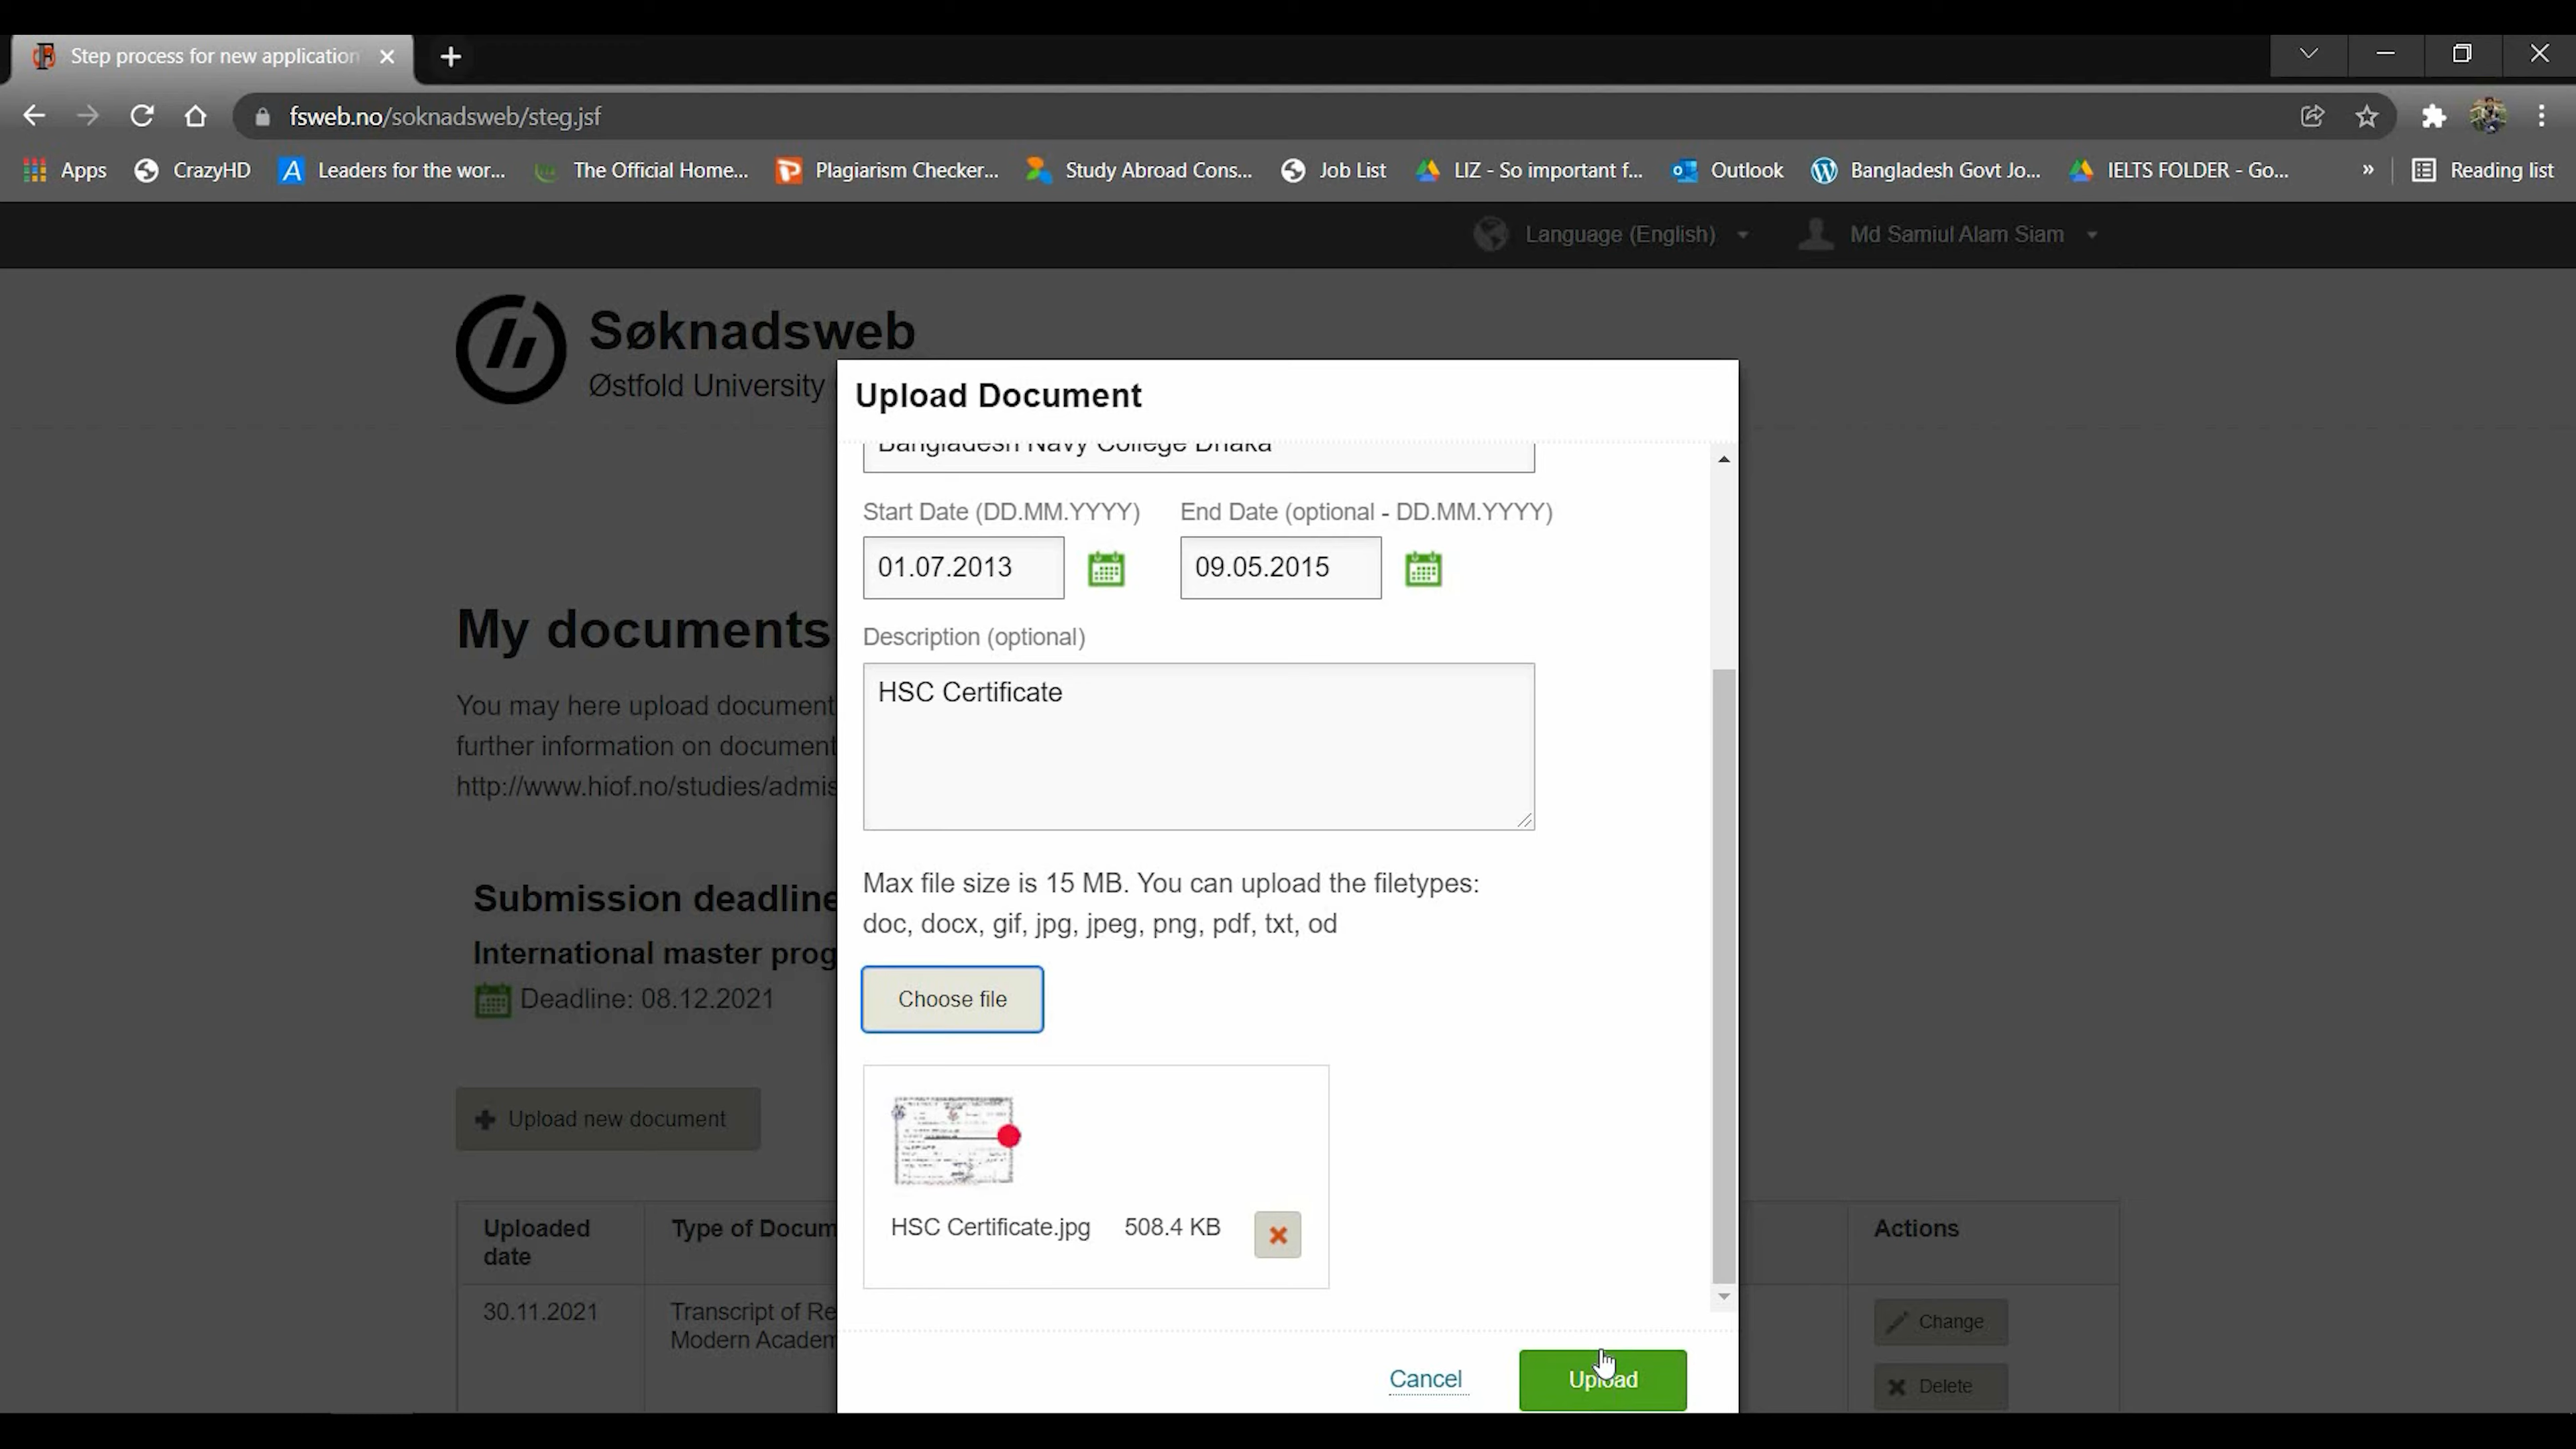 Step process for new application
fsweb.no/soknadsweb/steg.jsf
Apps
CrazyHD
Leaders for the wor...
The Official Home...
Plagiarism Checker...
Study Abroad Cons...
Job List
LIZ - So important f...
Outlook
Bangladesh Govt Jo...
IELTS FOLDER - Go...
»
Reading list
Language (English)
Md Samiul Alam Siam
Søknadsweb
Østfold University
My documents
You may here upload document
further information on document
http://www.hiof.no/studies/admis
Submission deadline
International master prog
Deadline: 08.12.2021
Upload new document
Uploaded date
Type of Docum
Actions
30.11.2021
Transcript of Re
Modern Academ
Change
Delete
Upload Document
Bangladesh Navy College Dhaka
Start Date (DD.MM.YYYY)
End Date (optional - DD.MM.YYYY)
01.07.2013
09.05.2015
Description (optional)
HSC Certificate
Max file size is 15 MB. You can upload the filetypes:
doc, docx, gif, jpg, jpeg, png, pdf, txt, od
Choose file
HSC Certificate.jpg 508.4 KB
Cancel
Upload